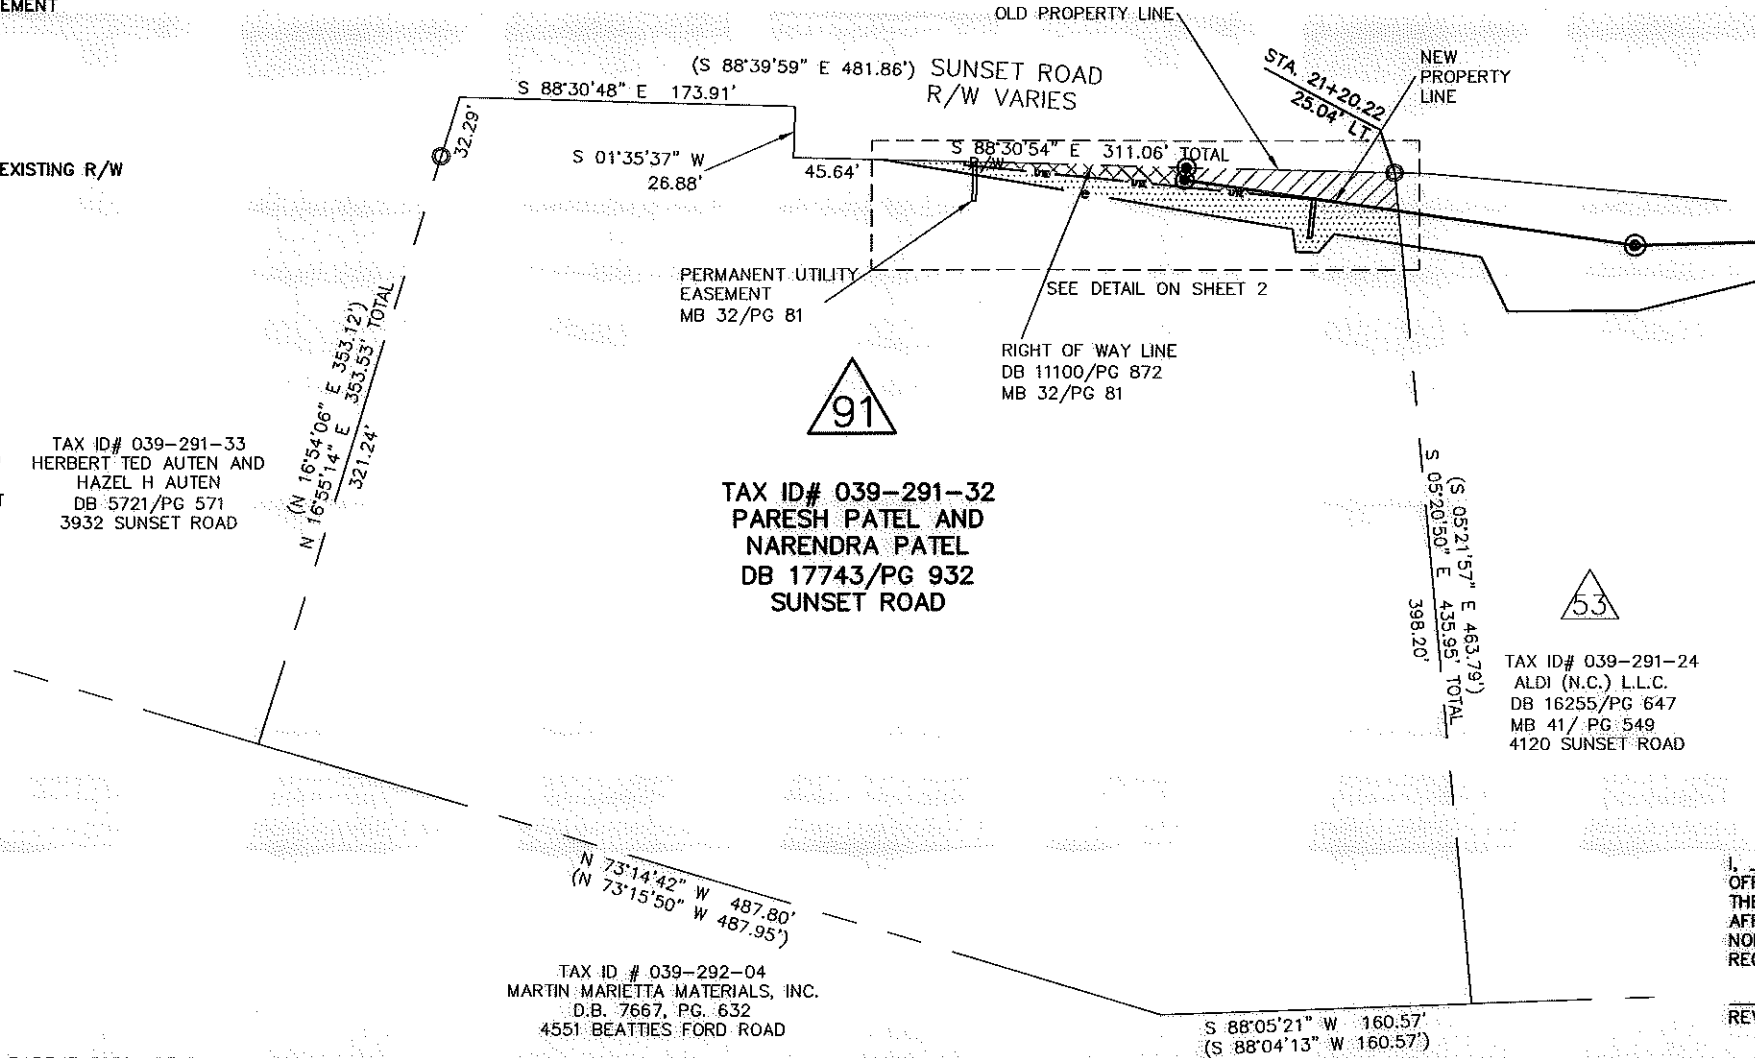 EMENT
OLD PROPERTY LINE
(S 88°39'59" E 481.86') SUNSET ROAD
R/W VARIES
STA. 21+20.22
25.04' LT.
NEW
PROPERTY
LINE
S 88°30'48" E 173.91'
32.29'
EXISTING R/W
S 01°35'37" W
26.88'
45.64'
S 88°30'54" E 311.06' TOTAL
R/W
PERMANENT UTILITY
EASEMENT
MB 32/PG 81
SEE DETAIL ON SHEET 2
RIGHT OF WAY LINE
DB 11100/PG 872
MB 32/PG 81
(N 16°54'06" E 353.12')
N 16°55'14" E 353.53' TOTAL
321.24'
91
TAX ID# 039-291-33
HERBERT TED AUTEN AND
HAZEL H AUTEN
DB 5721/PG 571
3932 SUNSET ROAD
T
TAX ID# 039-291-32
PARESH PATEL AND
NARENDRA PATEL
DB 17743/PG 932
SUNSET ROAD
(S 05°21'57" E 463.79')
S 05°20'50" E 435.95' TOTAL
398.20'
53
TAX ID# 039-291-24
ALDI (N.C.) L.L.C.
DB 16255/PG 647
MB 41/ PG 549
4120 SUNSET ROAD
N 73°14'42" W 487.80'
(N 73°15'50" W 487.95')
TAX ID # 039-292-04
MARTIN MARIETTA MATERIALS, INC.
D.B. 7667, PG. 632
4551 BEATTIES FORD ROAD
S 88°05'21" W 160.57'
(S 88°04'13" W 160.57')
I,
OFF
THE
AFF
NO
REC
REV